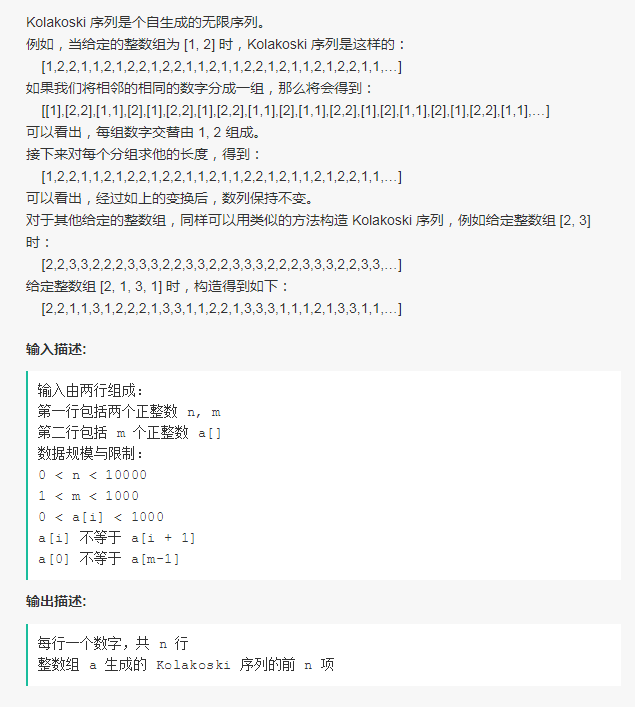 Kolakoski 序列是个自生成的无限序列。
例如，当给定的整数组为 [1, 2] 时，Kolakoski 序列是这样的：
[1,2,2,1,1,2,1,2,2,1,2,2,1,1,2,1,1,2,2,1,2,1,1,2,1,2,2,1,1,…]
如果我们将相邻的相同的数字分成一组，那么将会得到：
[[1],[2,2],[1,1],[2],[1],[2,2],[1],[2,2],[1,1],[2],[1,1],[2,2],[1],[2],[1,1],[2],[1],[2,2],[1,1],…]
可以看出，每组数字交替由 1, 2 组成。
接下来对每个分组求他的长度，得到：
[1,2,2,1,1,2,1,2,2,1,2,2,1,1,2,1,1,2,2,1,2,1,1,2,1,2,2,1,1,…]
可以看出，经过如上的变换后，数列保持不变。
对于其他给定的整数组，同样可以用类似的方法构造 Kolakoski 序列，例如给定整数组 [2, 3]
时：
[2,2,3,3,2,2,2,3,3,3,2,2,3,3,2,2,3,3,3,2,2,2,3,3,3,2,2,3,3,…]
给定整数组 [2, 1, 3, 1] 时，构造得到如下：
[2,2,1,1,3,1,2,2,2,1,3,3,1,1,2,2,1,3,3,3,1,1,1,2,1,3,3,1,1,…]
输入描述:
输入由两行组成：
第一行包括两个正整数 n, m
第二行包括 m 个正整数 a[]
数据规模与限制：
0 < n < 10000
1 < m < 1000
0 < a[i] < 1000
a[i] 不等于 a[i + 1]
a[0] 不等于 a[m-1]
输出描述:
每行一个数字，共 n 行
整数组 a 生成的 Kolakoski 序列的前 n 项